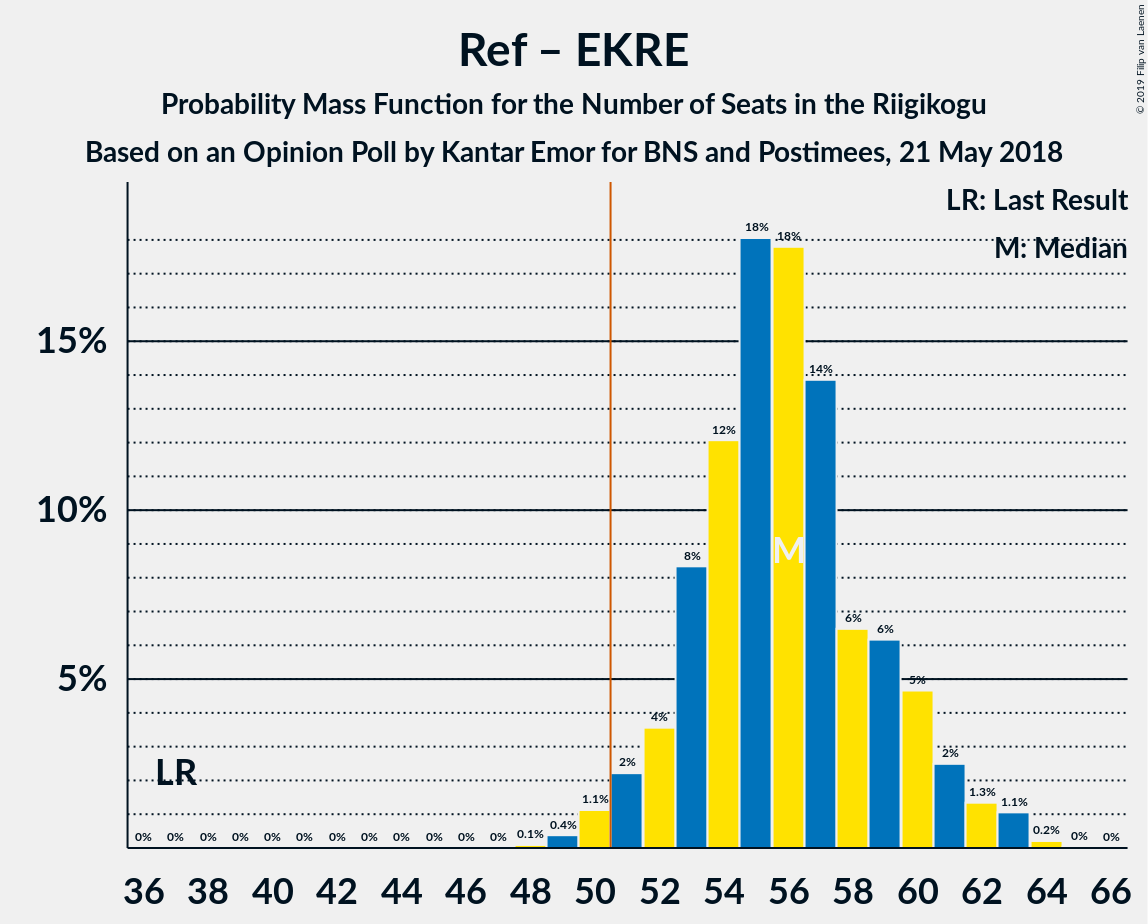 Ref – EKRE
Probability Mass Function for the Number of Seats in the Riigikogu
Based on an Opinion Poll by Kantar Emor for BNS and Postimees, 21 May 2018
© 2019 Filip van Laenen
LR: Last Result
M: Median
15%
10%
5%
LR
M
0% 0% 0% 0% 0% 0% 0% 0% 0% 0% 0% 0% 0.1% 0.4% 1.1% 2% 4% 8% 12% 18% 18% 14% 6% 6% 5% 2% 1.3% 1.1% 0.2% 0% 0%
36 38 40 42 44 46 48 50 52 54 56 58 60 62 64 66